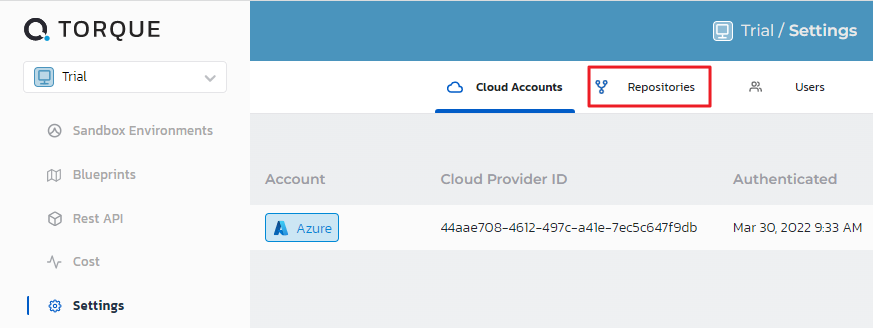 TORQUE
Trial / Settings
Trial
Cloud Accounts
Repositories
Users
Sandbox Environments
Blueprints
Rest API
Cost
Settings
Account
Cloud Provider ID
Authenticated
Azure
44aae708-4612-497c-a41e-7ec5c647f9db
Mar 30, 2022 9:33 AM